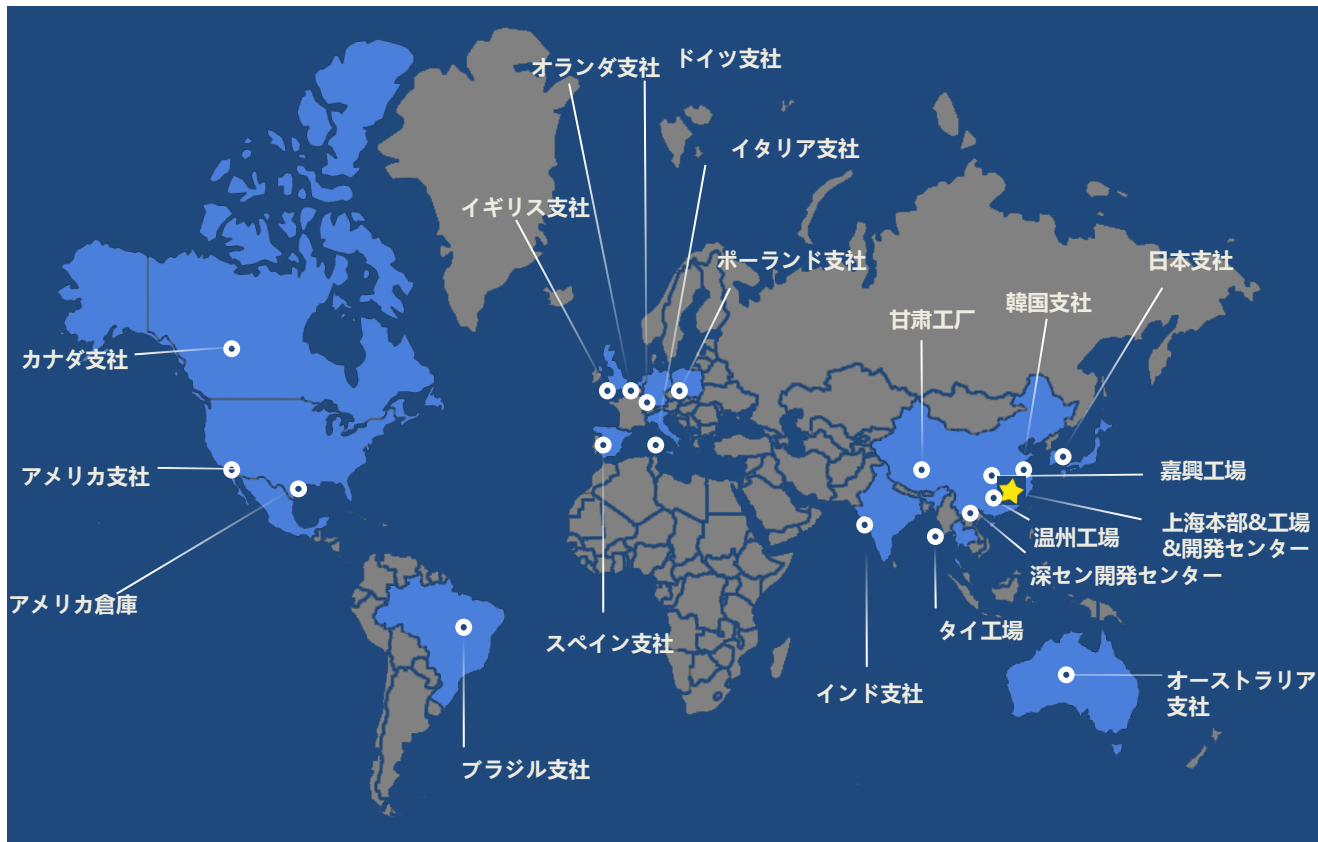 オランダ支社
ドイツ支社
イタリア支社
イギリス支社
ポーランド支社
日本支社
韓国支社
甘肃工厂
カナダ支社
アメリカ支社
嘉興工場
上海本部&工場
&開発センター
温州工場
深セン開発センター
アメリカ倉庫
タイ工場
スペイン支社
インド支社
オーストラリア
支社
ブラジル支社